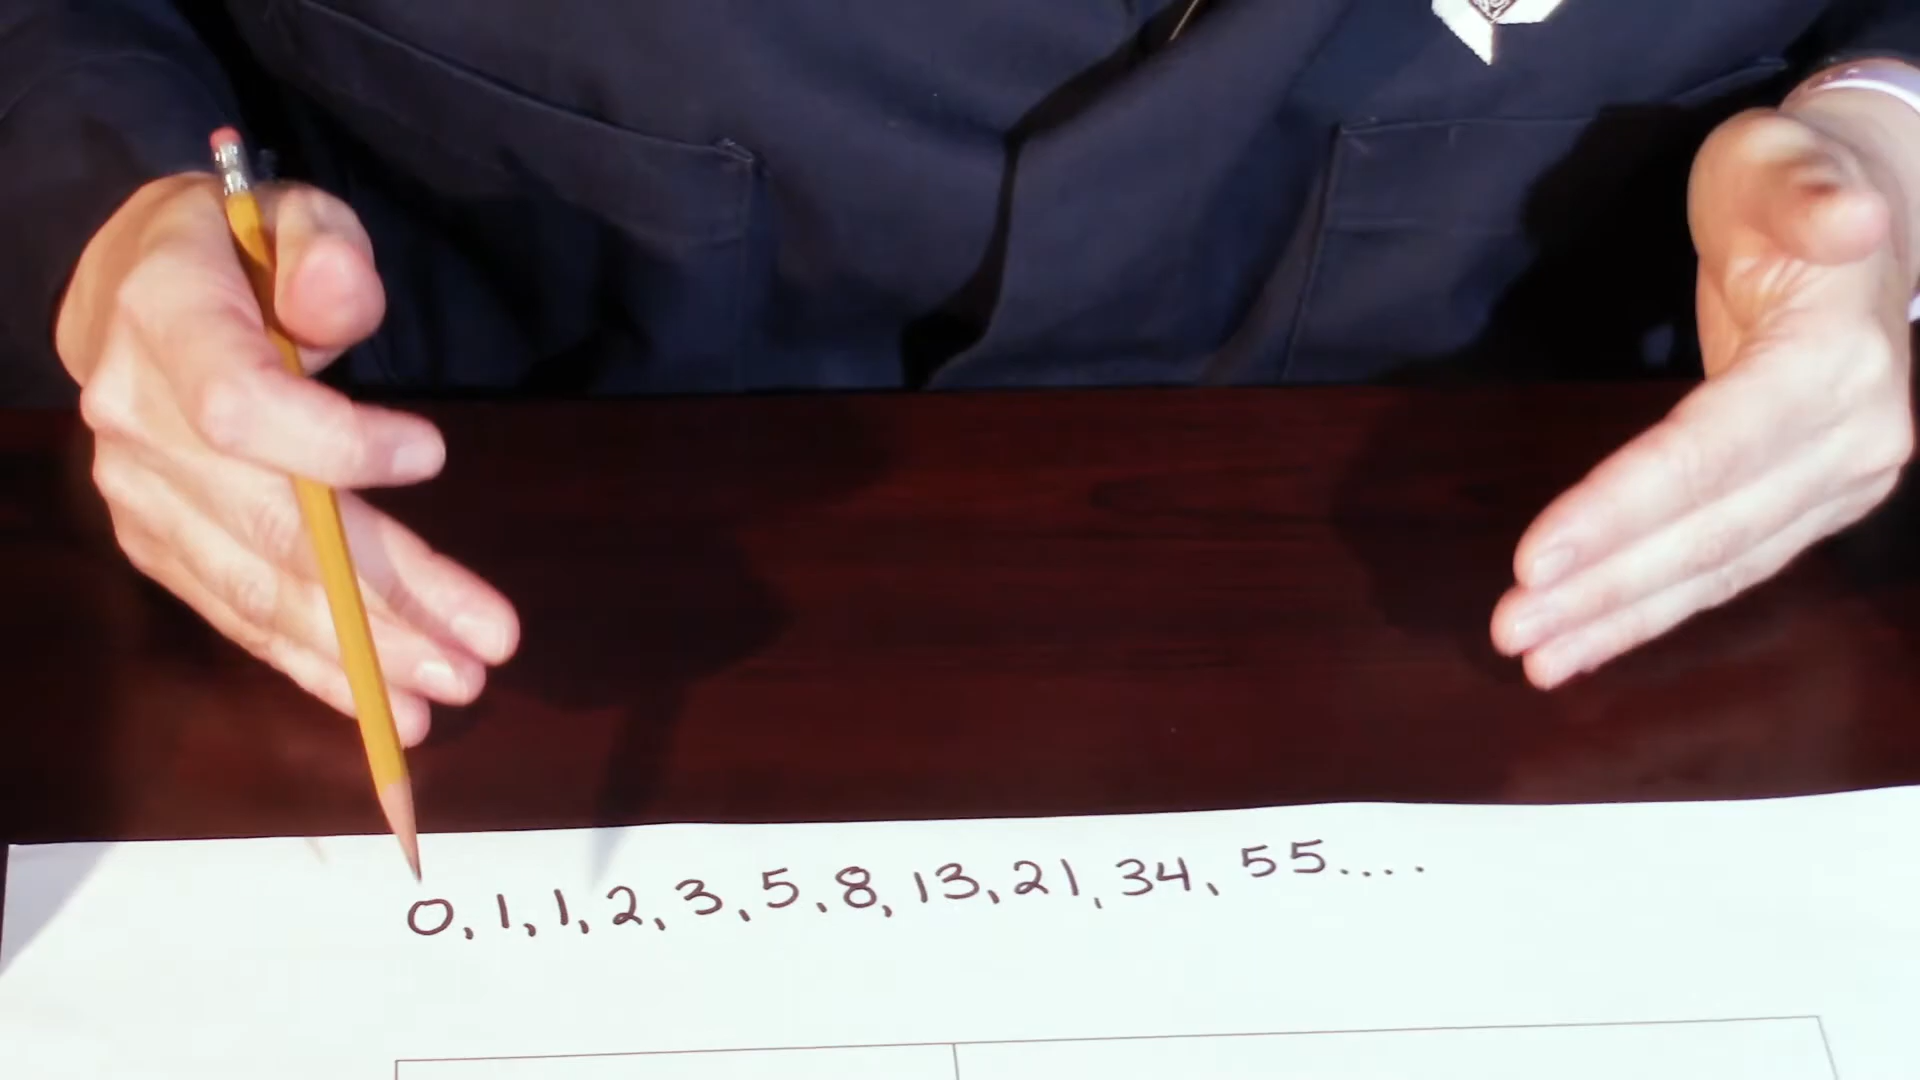 0, 1, 1, 2, 3, 5, 8, 13, 21, 34, 55....